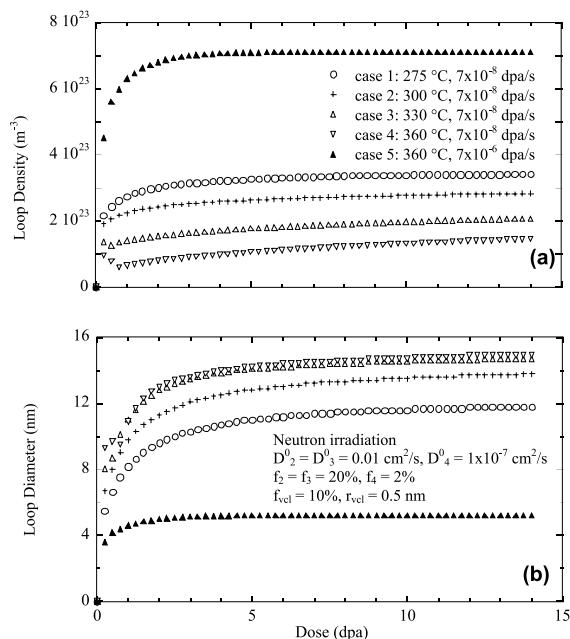 8 10²³
6 10²³
4 10²³
2 10²³
0
Loop Density (m⁻³)
case 1: 275 °C, 7x10⁻⁸ dpa/s
case 2: 300 °C, 7x10⁻⁸ dpa/s
case 3: 330 °C, 7x10⁻⁸ dpa/s
case 4: 360 °C, 7x10⁻⁸ dpa/s
case 5: 360 °C, 7x10⁻⁶ dpa/s
(a)
16
12
8
4
0
Loop Diameter (nm)
Neutron irradiation
D⁰₂ = D⁰₃ = 0.01 cm²/s, D⁰₄ = 1x10⁻⁷ cm²/s
f₂ = f₃ = 20%, f₄ = 2%
fᵥcl = 10%, rᵥcl = 0.5 nm
(b)
0 5 10 15
Dose (dpa)